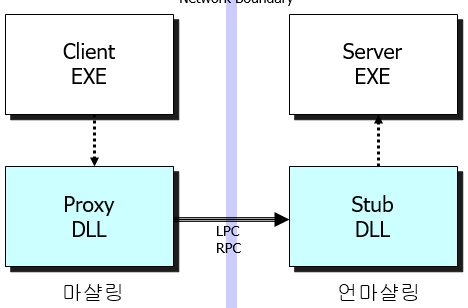 Network Boundary
Client
EXE
Server
EXE
Proxy
DLL
LPC
RPC
Stub
DLL
마샬링
언마샬링